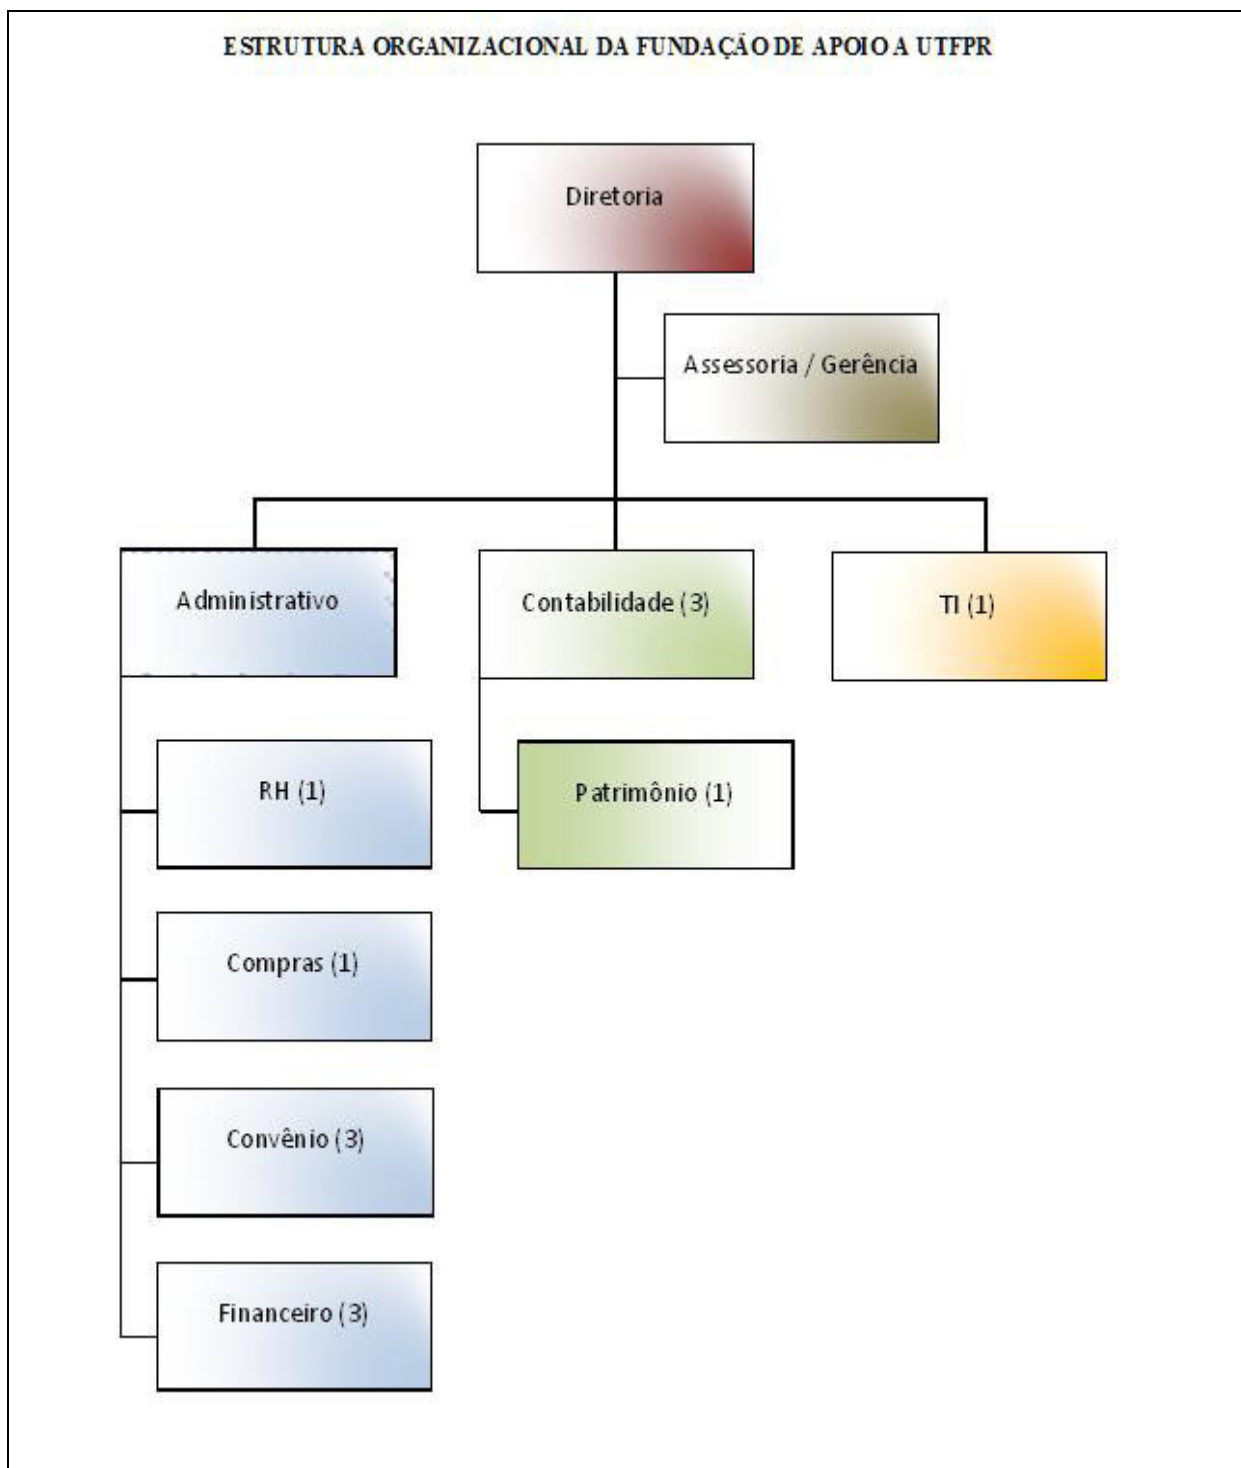 ESTRUTURA ORGANIZACIONAL DA FUNDAÇÃO DE APOIO A UTFPR
Diretoria
Assessoria / Gerência
Administrativo
Contabilidade (3)
TI (1)
RH (1)
Patrimônio (1)
Compras (1)
Convênio (3)
Financeiro (3)